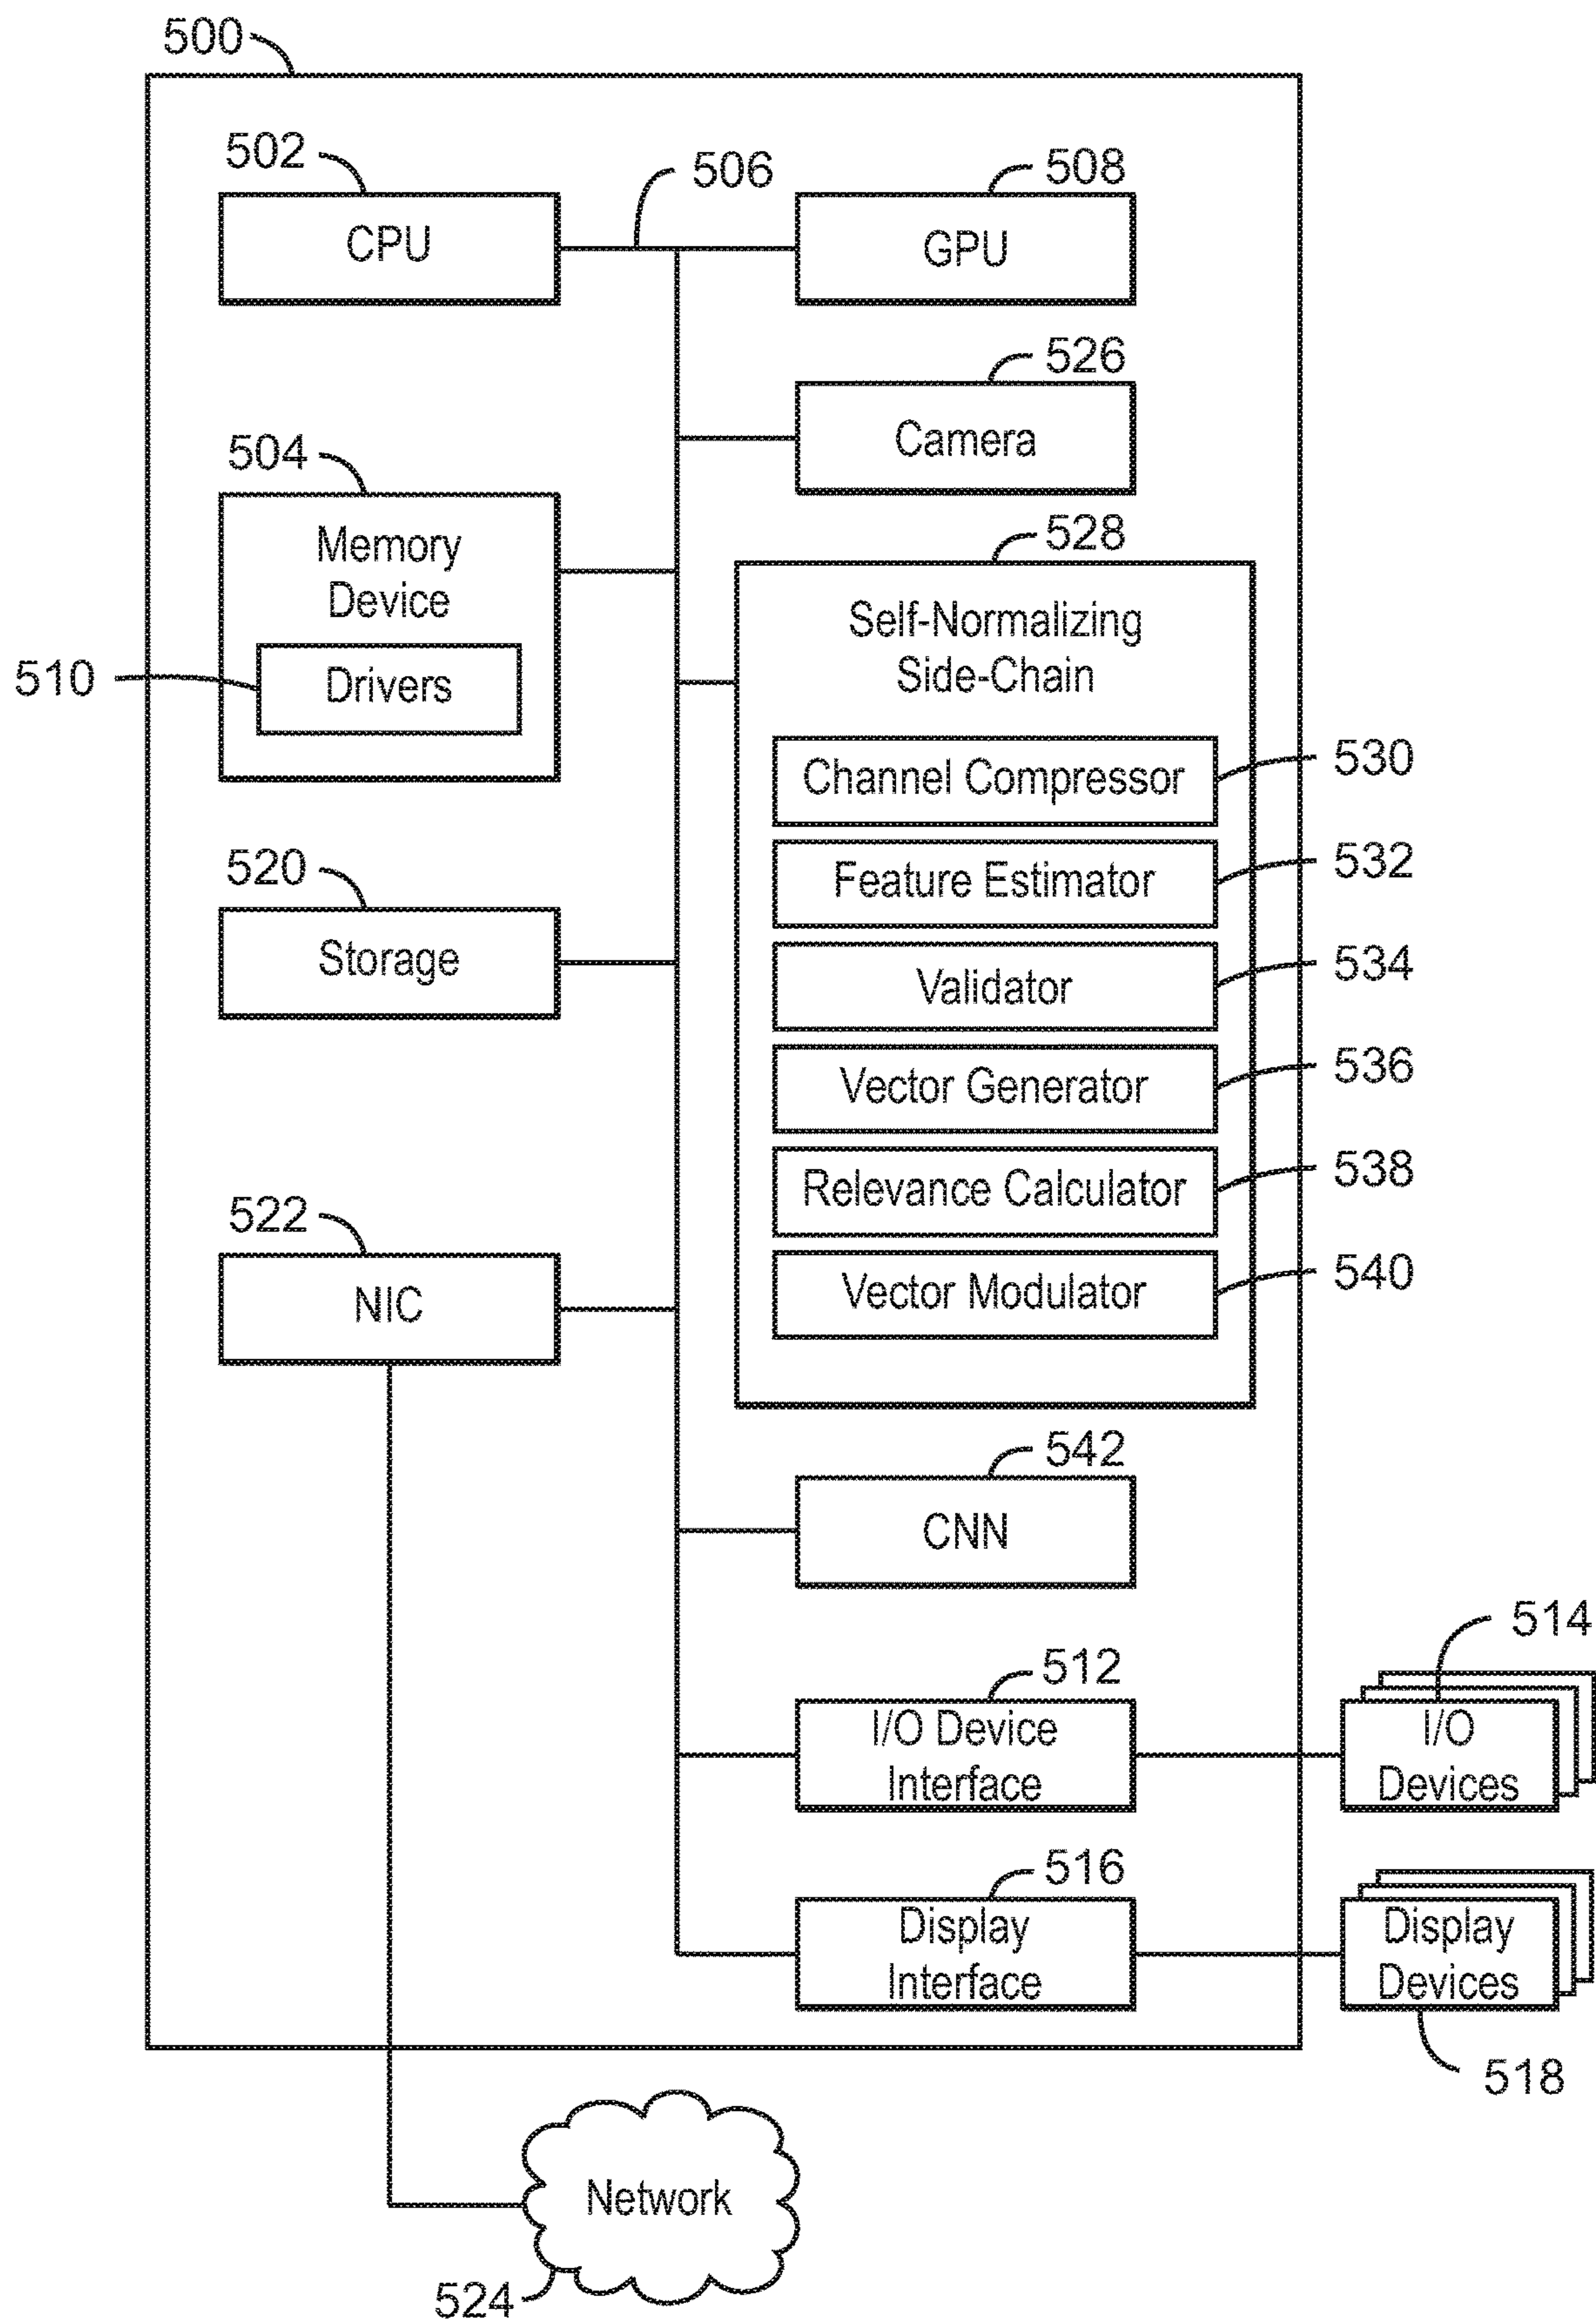 500
502
506
508
CPU
GPU
526
Camera
504
Memory
Device
510
Drivers
528
Self-Normalizing
Side-Chain
Channel Compressor
530
Feature Estimator
532
Validator
534
Vector Generator
536
Relevance Calculator
538
Vector Modulator
540
520
Storage
522
NIC
542
CNN
512
I/O Device
Interface
514
I/O
Devices
516
Display
Interface
Display
Devices
518
Network
524